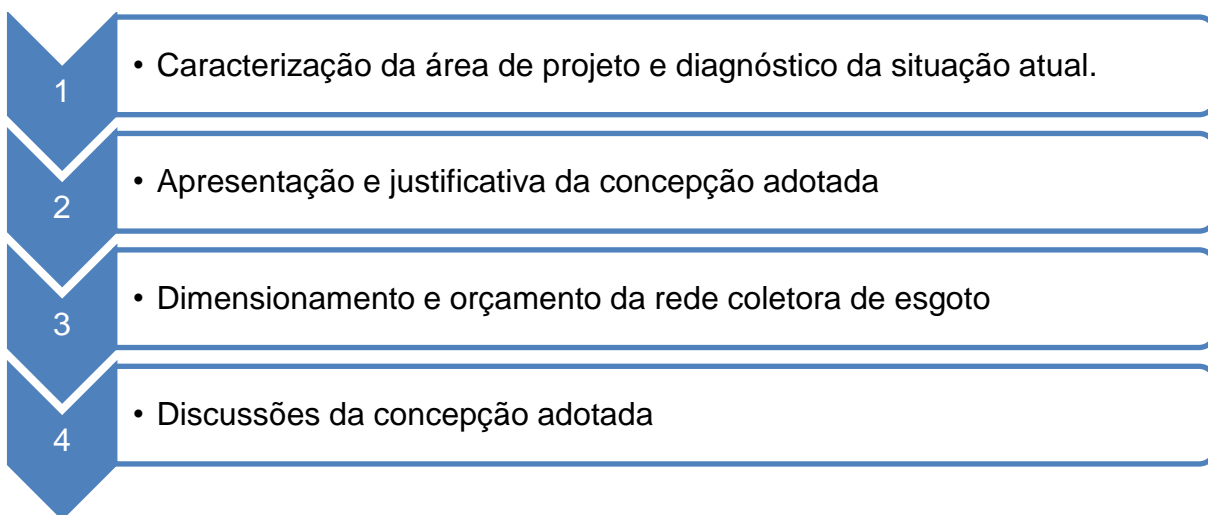 1
• Caracterização da área de projeto e diagnóstico da situação atual.
2
• Apresentação e justificativa da concepção adotada
3
• Dimensionamento e orçamento da rede coletora de esgoto
4
• Discussões da concepção adotada